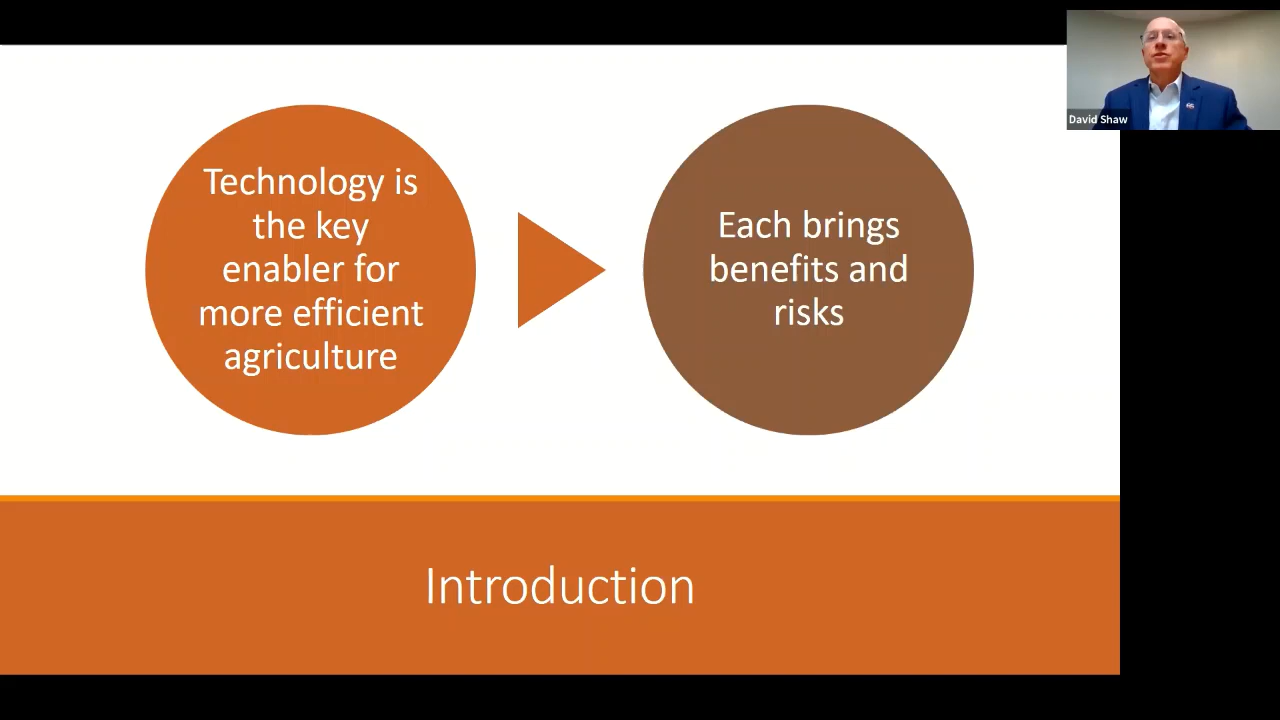 Technology is
the key
enabler for
more efficient
agriculture
Each brings
benefits and
risks
Introduction
David Shaw